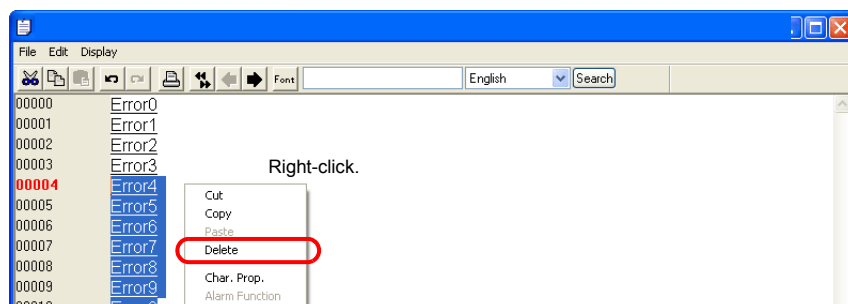 File Edit Display
Font English Search
00000 Error0
00001 Error1
00002 Error2
00003 Error3
Right-click.
00004 Error4
Cut
00005 Error5
Copy
00006 Error6
Paste
00007 Error7
Delete
00008 Error8
Char. Prop.
00009 Error9
Alarm Function